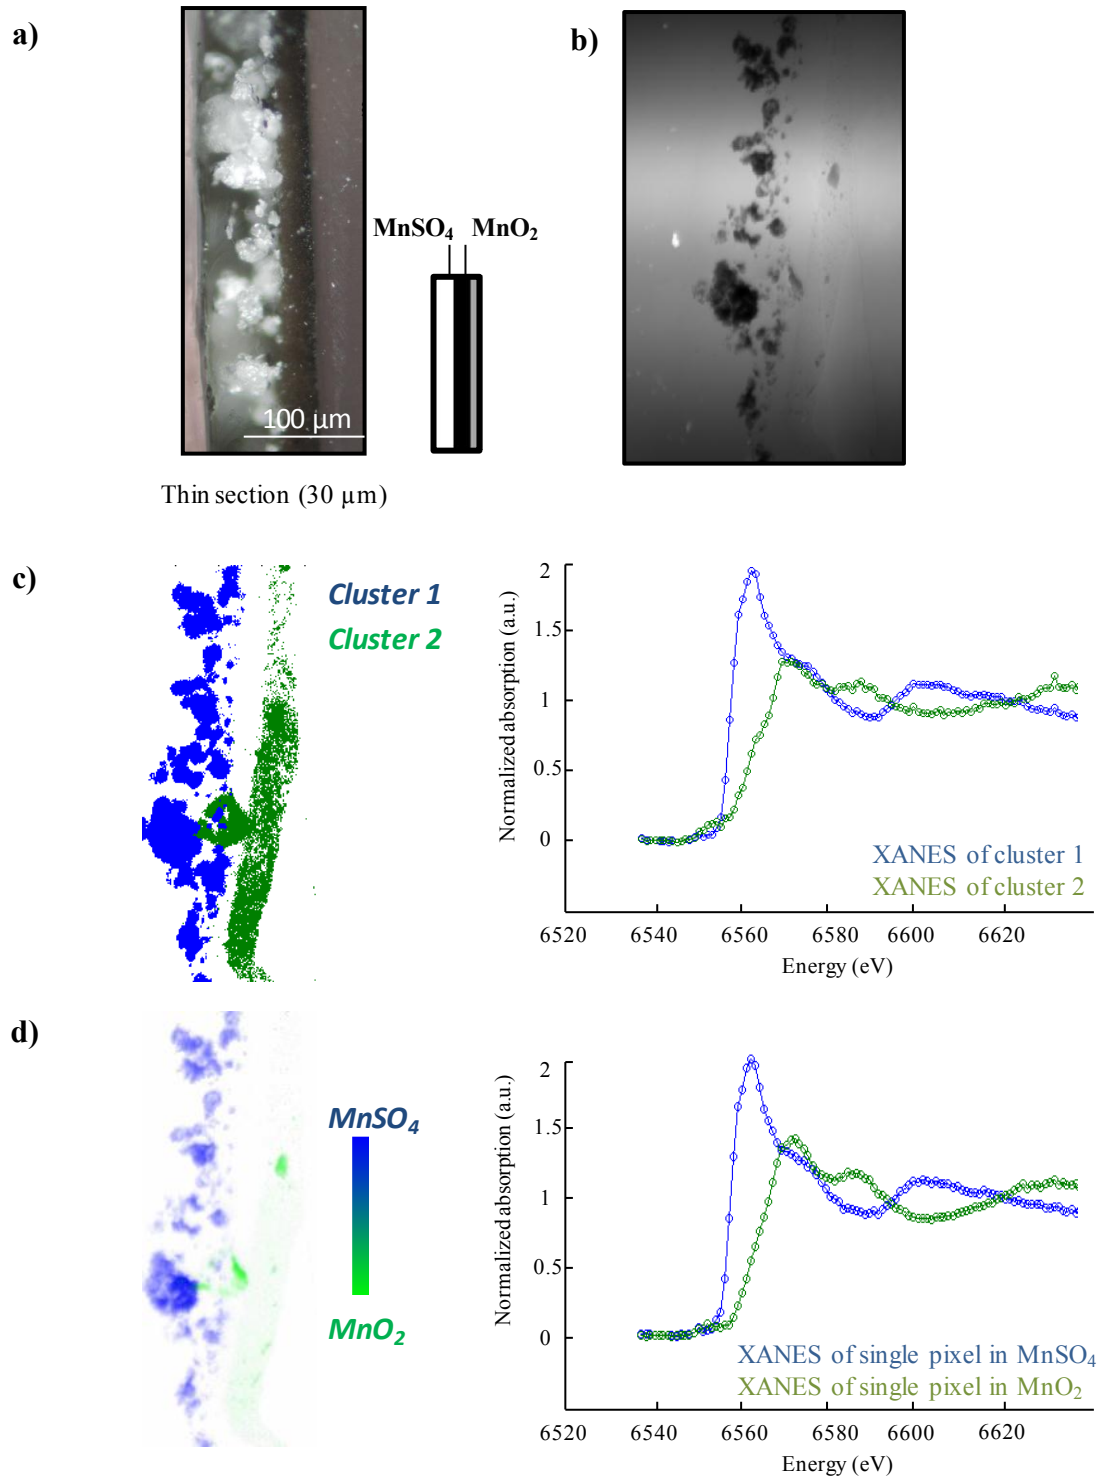 a)
b)
MnSO4 MnO2
100 µm
Thin section (30 µm)
c)
Cluster 1
Cluster 2
Normalized absorption (a.u.)
2
1.5
1
0.5
0
XANES of cluster 1
XANES of cluster 2
6520 6540 6560 6580 6600 6620
Energy (eV)
d)
MnSO4
MnO2
Normalized absorption (a.u.)
2
1.5
1
0.5
0
XANES of single pixel in MnSO4
XANES of single pixel in MnO2
6520 6540 6560 6580 6600 6620
Energy (eV)